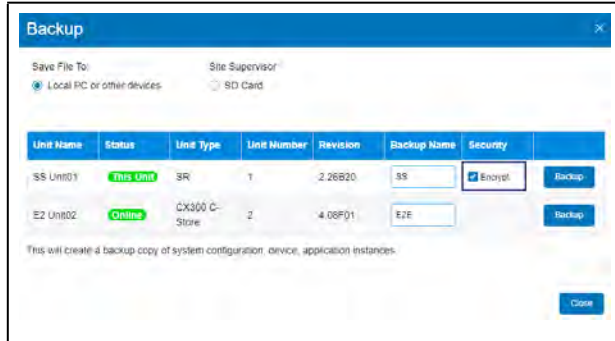 Backup
Save File To: Site Supervisor
Local PC or other devices SD Card
Unit Name Status Unit Type Unit Number Revision Backup Name Security
SS Unit01 This Unit SR 1 2.26B20 SS Encrypt Backup
E2 Unit02 Online CX300 C-Store 2 4.08F01 E2E Backup
This will create a backup copy of system configuration, device, application instances.
Close